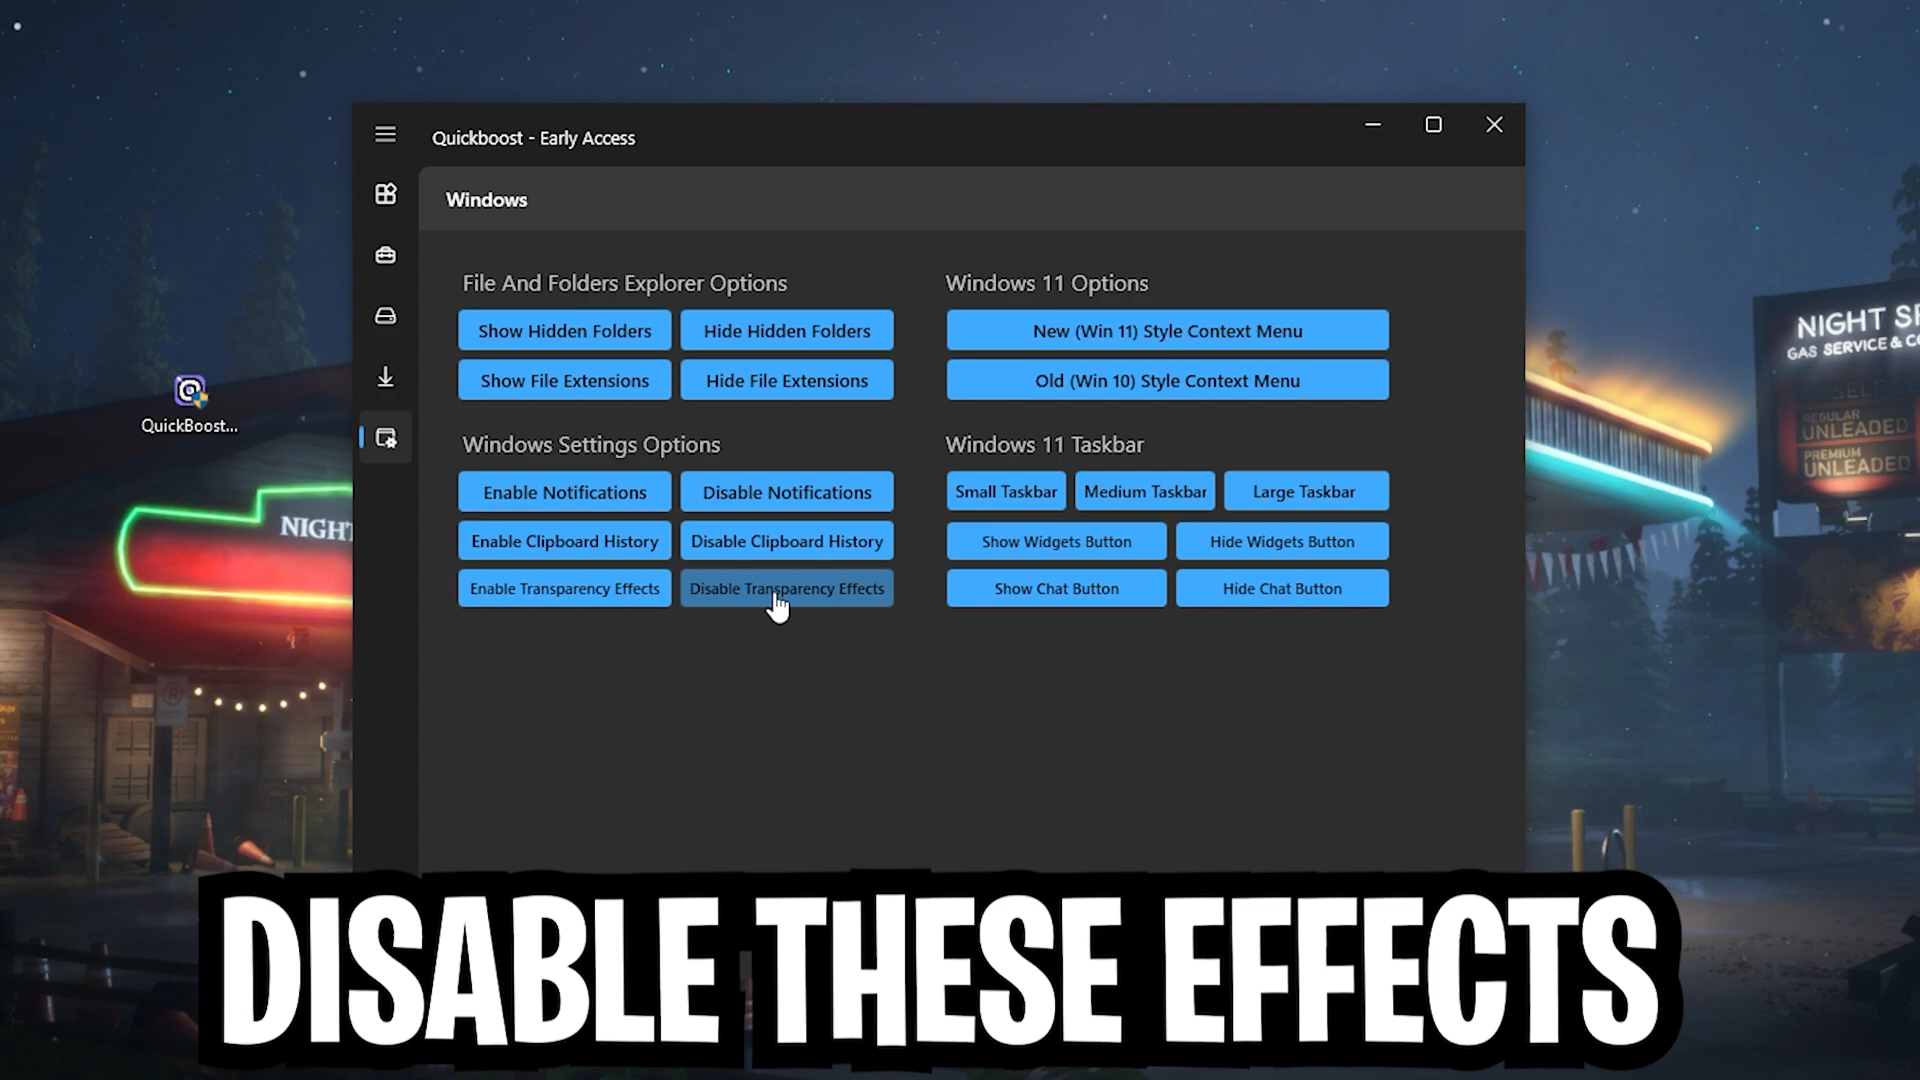 Quickboost - Early Access
Windows
File And Folders Explorer Options
Show Hidden Folders
Hide Hidden Folders
Show File Extensions
Hide File Extensions
Windows 11 Options
New (Win 11) Style Context Menu
Old (Win 10) Style Context Menu
Windows Settings Options
Enable Notifications
Disable Notifications
Enable Clipboard History
Disable Clipboard History
Enable Transparency Effects
Disable Transparency Effects
Windows 11 Taskbar
Small Taskbar
Medium Taskbar
Large Taskbar
Show Widgets Button
Hide Widgets Button
Show Chat Button
Hide Chat Button
QuickBoost...
NIGHT
NIGHT
GAS SERVICE &
SELF
REGULAR
UNLEADED
PREMIUM
UNLEADED
DISABLE THESE EFFECTS